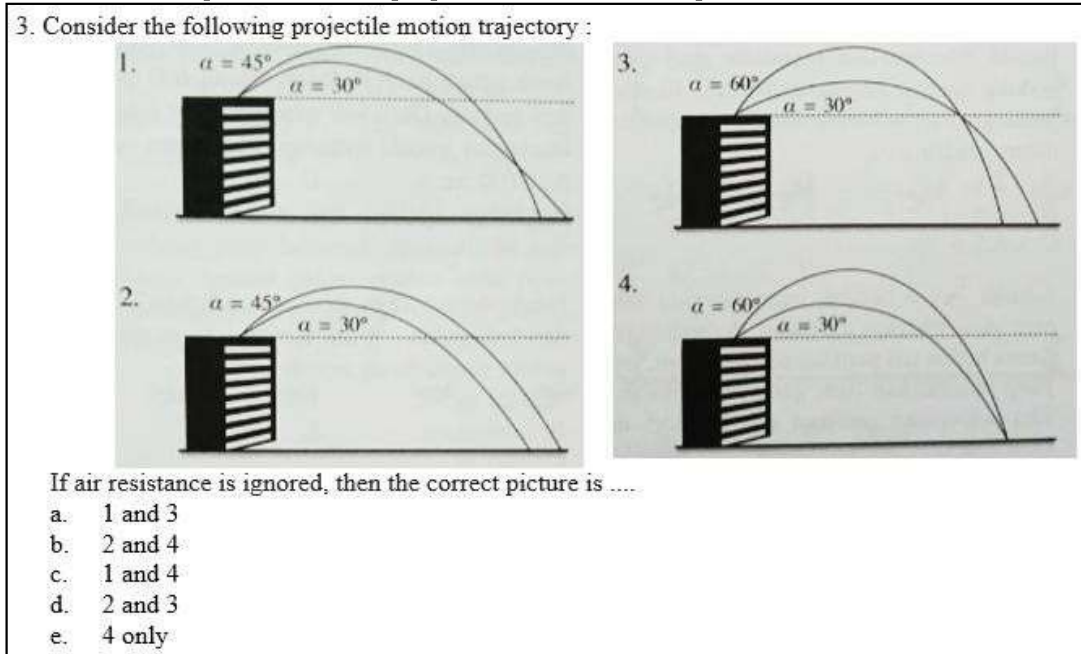 3. Consider the following projectile motion trajectory :
1.
α = 45°
α = 30°
3.
α = 60°
α = 30°
2.
α = 45°
α = 30°
4.
α = 60°
α = 30°
If air resistance is ignored, then the correct picture is ....
a. 1 and 3
b. 2 and 4
c. 1 and 4
d. 2 and 3
e. 4 only